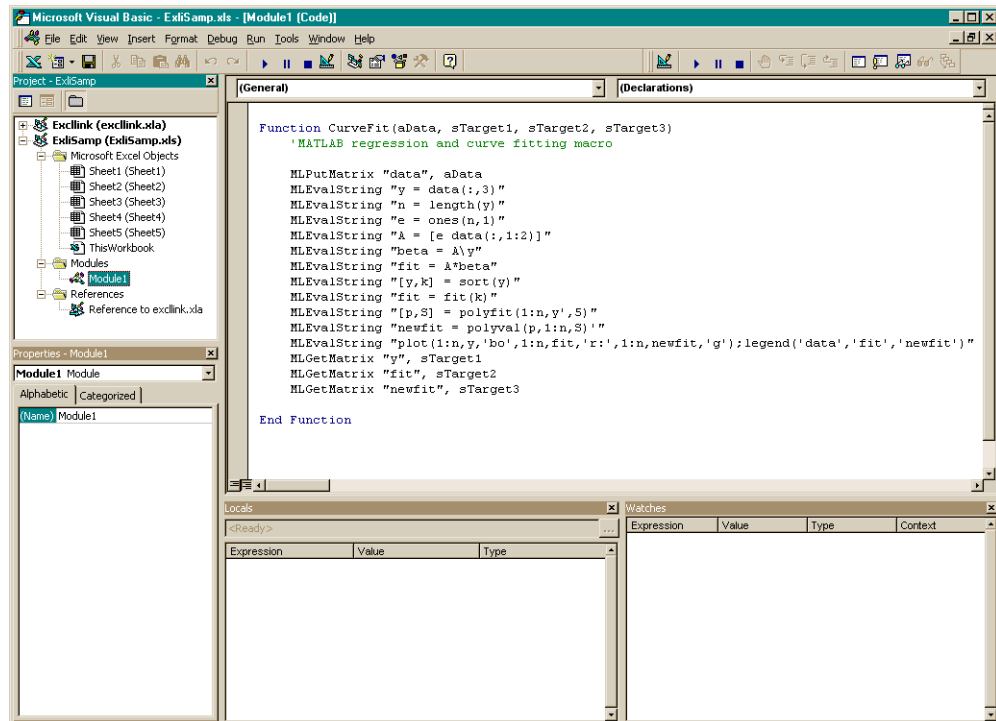 Microsoft Visual Basic - ExliSamp.xls - [Module1 (Code)]
File Edit View Insert Format Debug Run Tools Window Help
Project - ExliSamp
Excllink (excllink.xla)
ExliSamp (ExliSamp.xls)
Microsoft Excel Objects
Sheet1 (Sheet1)
Sheet2 (Sheet2)
Sheet3 (Sheet3)
Sheet4 (Sheet4)
Sheet5 (Sheet5)
ThisWorkbook
Modules
Module1
References
Reference to excllink.xla
Properties - Module1
Module1 Module
Alphabetic Categorized
(Name) Module1
(General) (Declarations)
Function CurveFit(aData, sTarget1, sTarget2, sTarget3)
'MATLAB regression and curve fitting macro
MLPutMatrix "data", aData
MLEvalString "y = data(:,3)"
MLEvalString "n = length(y)"
MLEvalString "e = ones(n,1)"
MLEvalString "A = [e data(:,1:2)]"
MLEvalString "beta = A\y"
MLEvalString "fit = A*beta"
MLEvalString "[y,k] = sort(y)"
MLEvalString "fit = fit(k)"
MLEvalString "[p,S] = polyfit(1:n,y',5)"
MLEvalString "newfit = polyval(p,1:n,S)'"
MLEvalString "plot(1:n,y,'bo',1:n,fit,'r:',1:n,newfit,'g');legend('data','fit','newfit')"
MLGetMatrix "y", sTarget1
MLGetMatrix "fit", sTarget2
MLGetMatrix "newfit", sTarget3
End Function
Locals
<Ready>
...
Expression Value Type
Watches
Expression Value Type Context